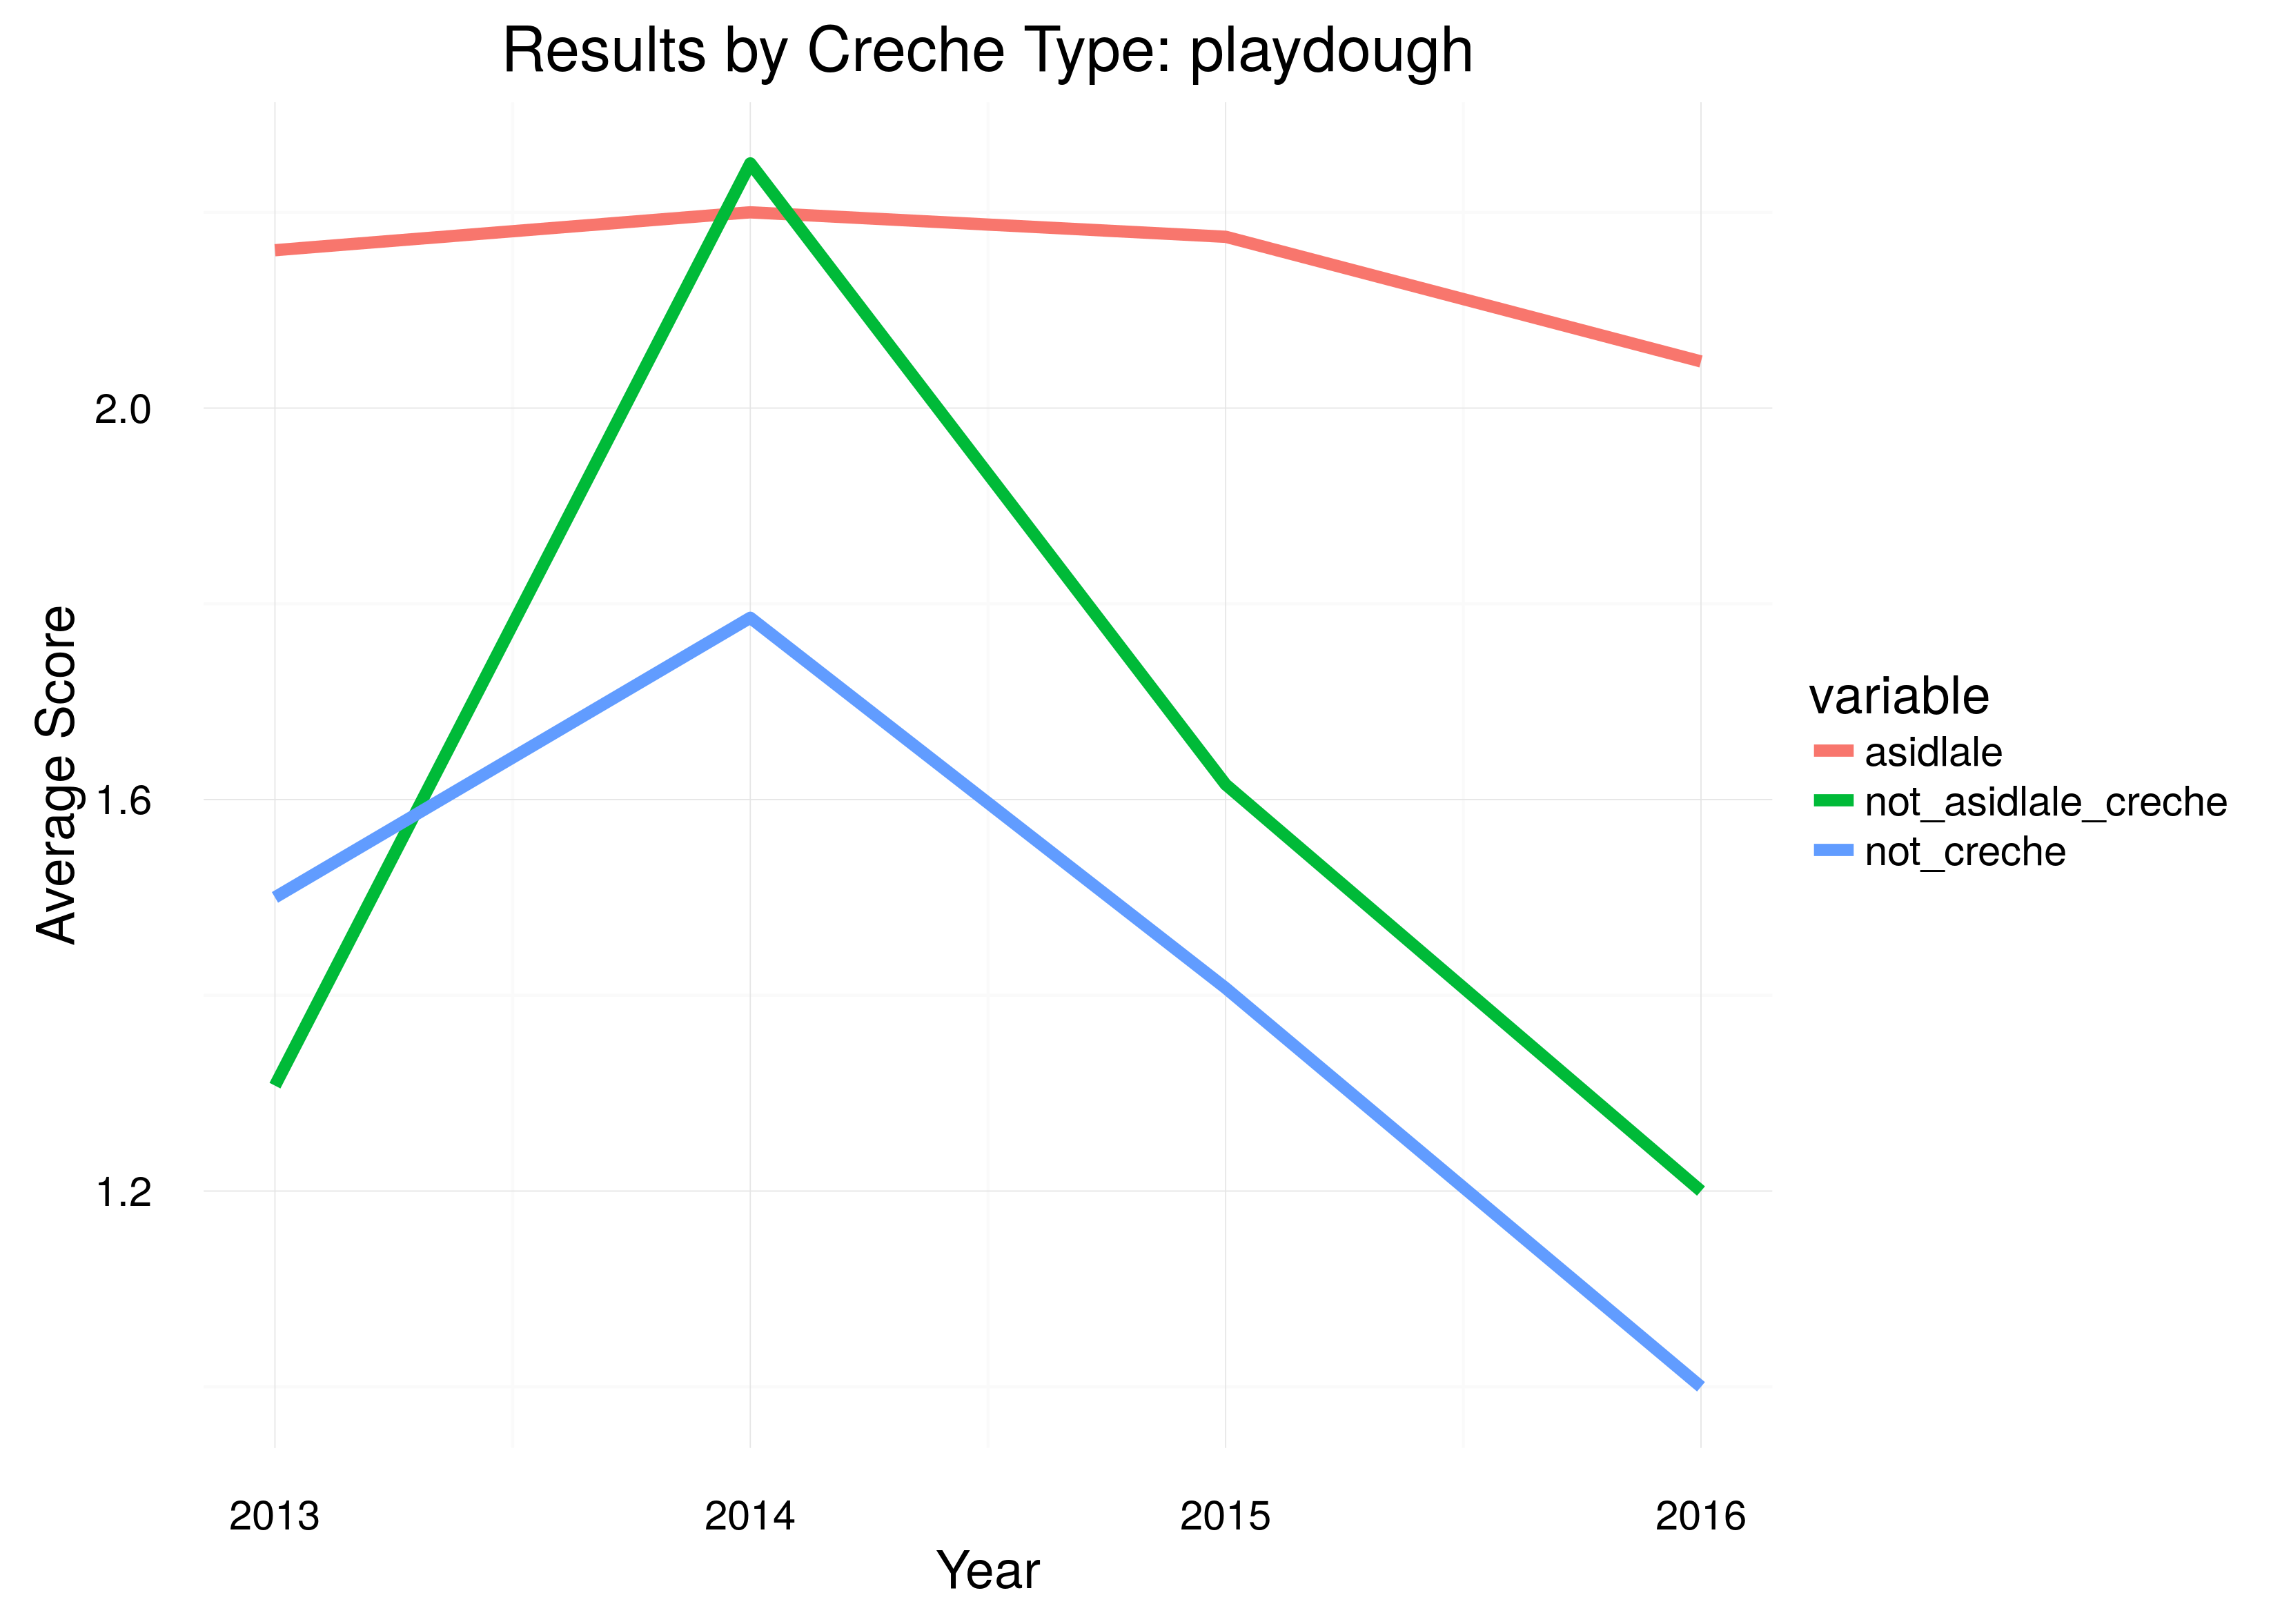 Results by Creche Type: playdough
Average Score
2.0
1.6
1.2
2013 2014 2015 2016
Year
variable
asidlale
not_asidlale_creche
not_creche